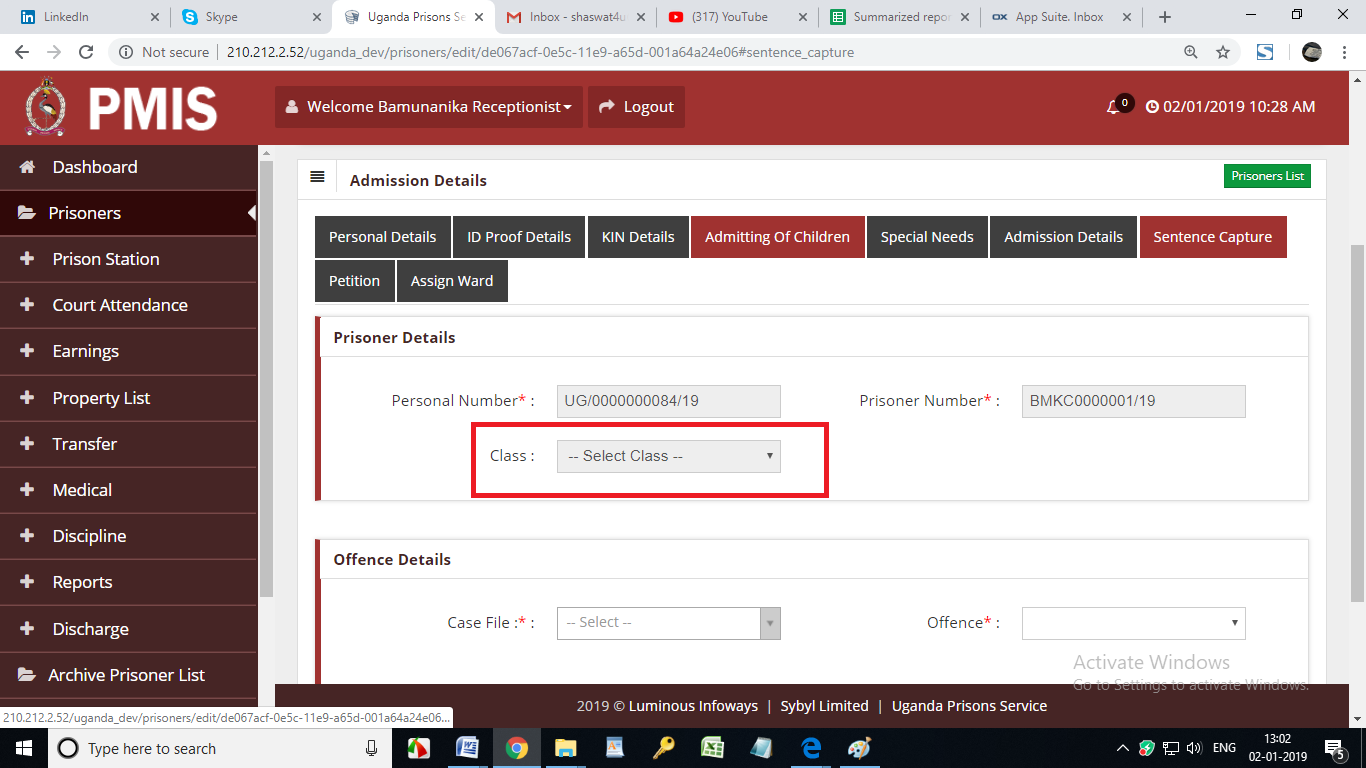 LinkedIn
Skype
Uganda Prisons Se
Inbox - shaswat4u
(317) YouTube
Summarized repor
App Suite. Inbox
Not secure | 210.212.2.52/uganda_dev/prisoners/edit/de067acf-0e5c-11e9-a65d-001a64a24e06#sentence_capture
PMIS
Welcome Bamunanika Receptionist
Logout
0
02/01/2019 10:28 AM
Dashboard
Prisoners
Prison Station
Court Attendance
Earnings
Property List
Transfer
Medical
Discipline
Reports
Discharge
Archive Prisoner List
Admission Details
Prisoners List
Personal Details
ID Proof Details
KIN Details
Admitting Of Children
Special Needs
Admission Details
Sentence Capture
Petition
Assign Ward
Prisoner Details
Personal Number* :
UG/0000000084/19
Prisoner Number* :
BMKC0000001/19
Class :
-- Select Class --
Offence Details
Case File :* :
-- Select --
Offence* :
Activate Windows
Go to Settings to activate Windows.
2019 © Luminous Infoways | Sybyl Limited | Uganda Prisons Service
210.212.2.52/uganda_dev/prisoners/edit/de067acf-0e5c-11e9-a65d-001a64a24e06...
Type here to search
ENG
13:02
02-01-2019
5